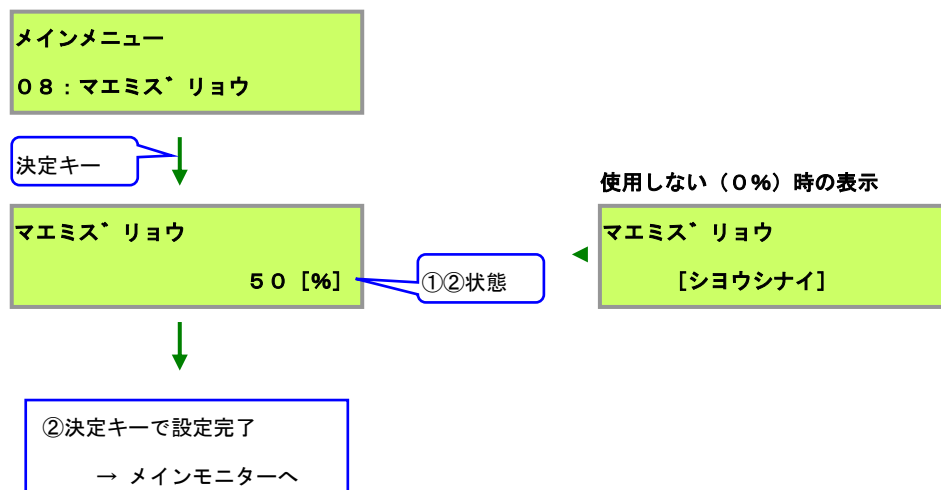 メインメニュー
０８：マエミス゛リョウ
決定キー
使用しない（０%）時の表示
マエミス゛リョウ
５０［%］
①②状態
マエミス゛リョウ
［シヨウシナイ］
②決定キーで設定完了
→ メインモニターへ